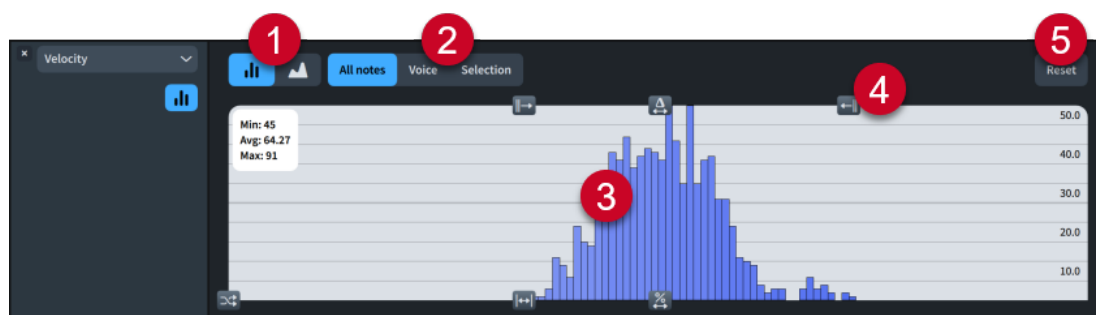 1
2
5
Velocity
All notes Voice Selection
Reset
4
Min: 45
Avg: 64.27
Max: 91
50.0
40.0
30.0
3
20.0
10.0
%